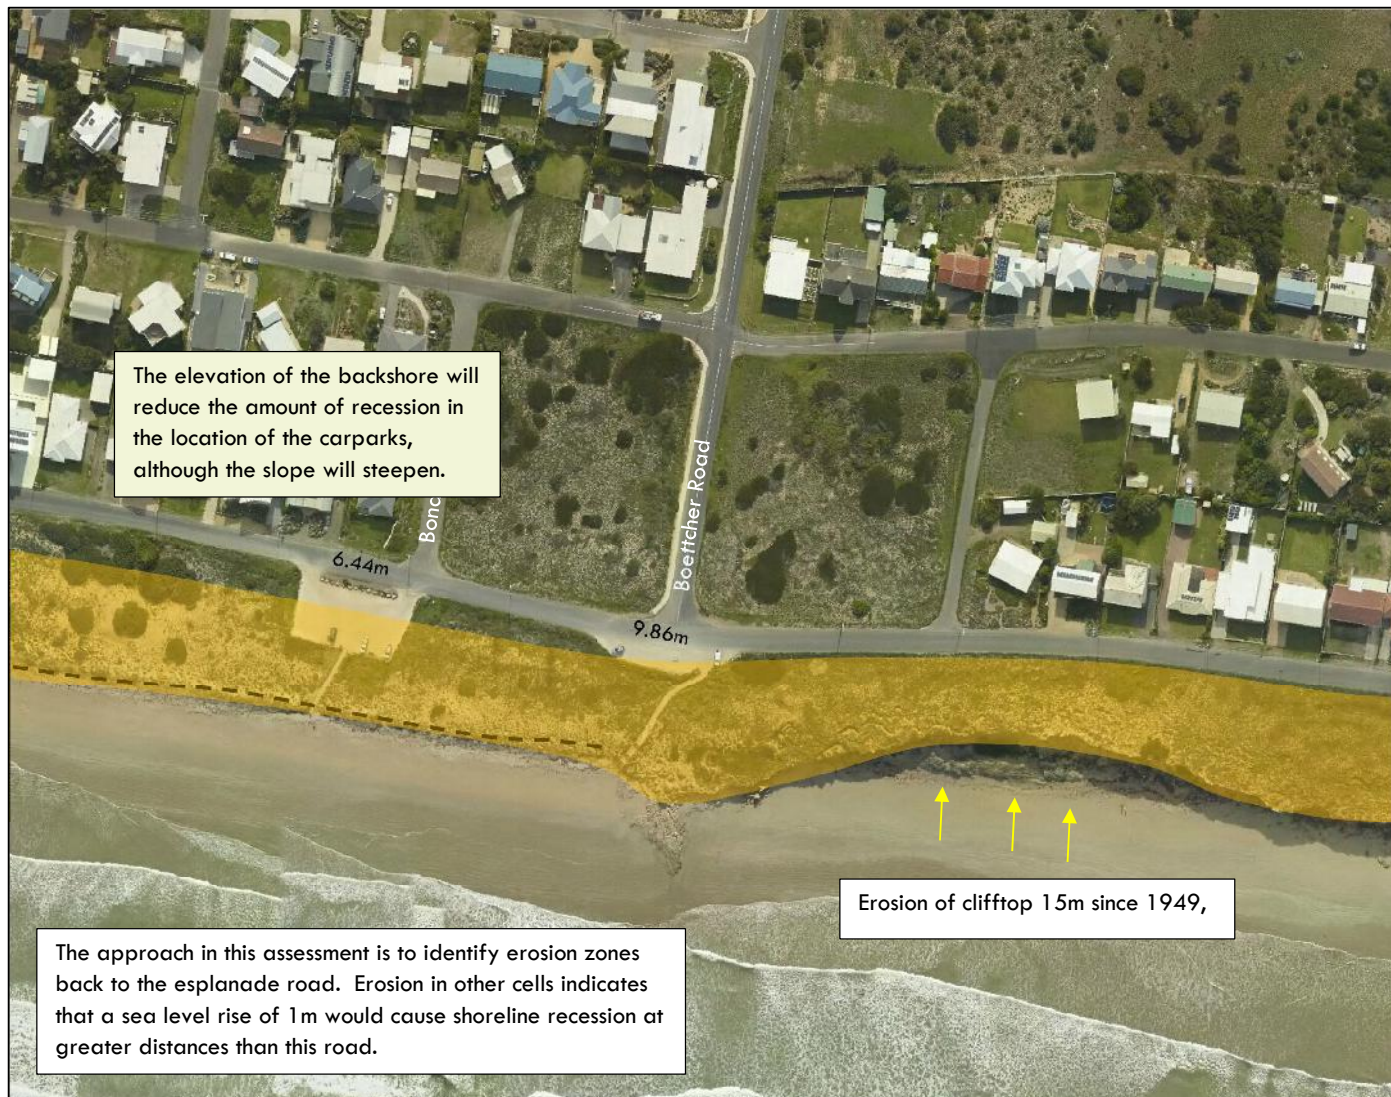 The elevation of the backshore will
reduce the amount of recession in
the location of the carparks,
although the slope will steepen.
Bonc
Boettcher Road
6.44m
9.86m
Erosion of clifftop 15m since 1949,
The approach in this assessment is to identify erosion zones
back to the esplanade road. Erosion in other cells indicates
that a sea level rise of 1m would cause shoreline recession at
greater distances than this road.